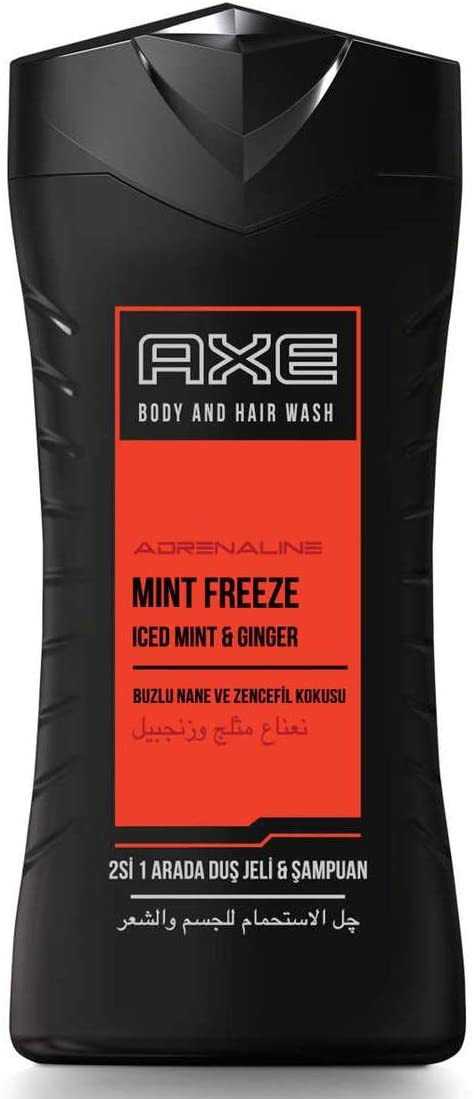 AXE
BODY AND HAIR WASH
ADRENALINE
MINT FREEZE
ICED MINT & GINGER
BUZLU NANE VE ZENCEFİL KOKUSU
نعناع مثلج وزنجبيل
2Sİ 1 ARADA DUŞ JELİ & ŞAMPUAN
چل الاستحمام للجسم والشعر